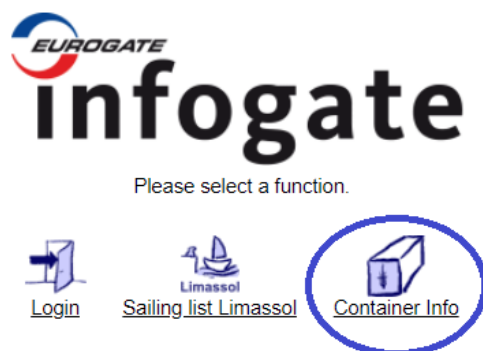 EUROGATE
infogate
Please select a function.
Limassol
Login Sailing list Limassol Container Info